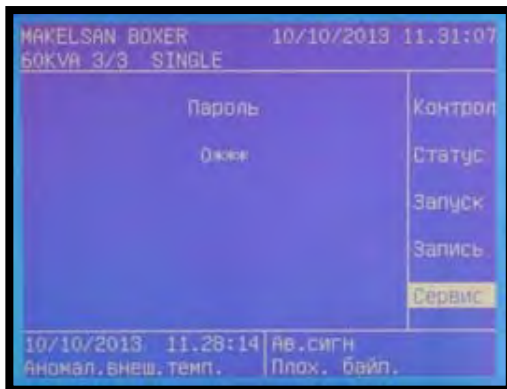 MAKELSAN BOXER 10/10/2013 11.31:07
60KVA 3/3 SINGLE
Пароль
0***
Контрол
Статус
Запуск
Запись
Сервис
10/10/2013 11.28:14 Ав.сигн
Аномал.внеш.темп. Плох. байп.